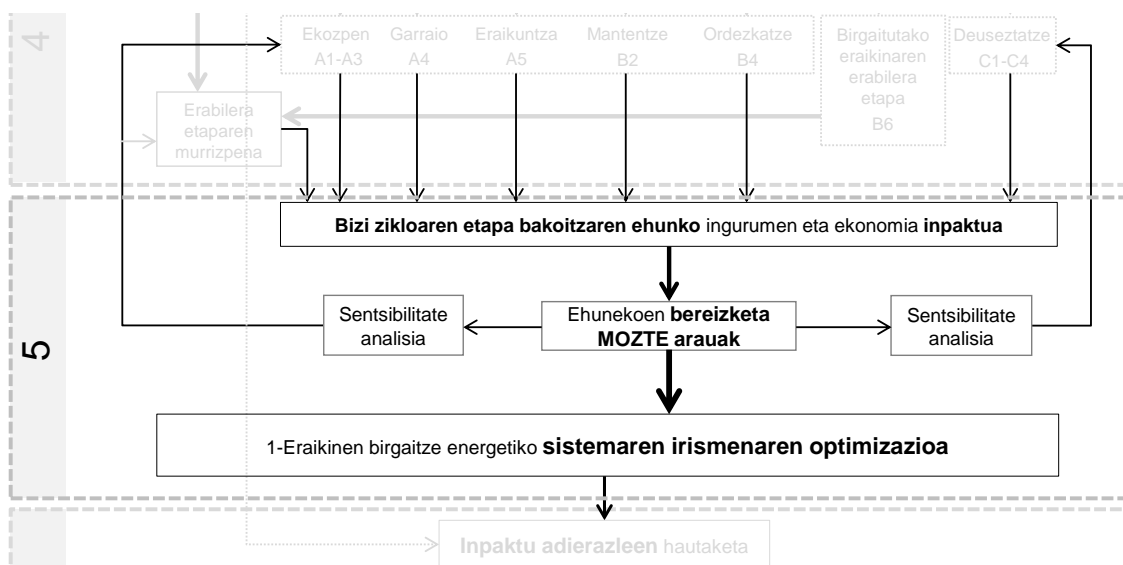 4
Ekozpen
A1-A3
Garraio
A4
Eraikuntza
A5
Mantentze
B2
Ordezkatze
B4
Birgaitutako
eraikinaren
erabilera
etapa
B6
Deuseztatze
C1-C4
Erabilera
etaparen
murrizpena
5
Bizi zikloaren etapa bakoitzaren ehunko ingurumen eta ekonomia inpaktua
Sentsibilitate
analisia
Ehunekoen bereizketa
MOZTE arauak
Sentsibilitate
analisia
1-Eraikinen birgaitze energetiko sistemaren irismenaren optimizazioa
Inpaktu adierazleen hautaketa